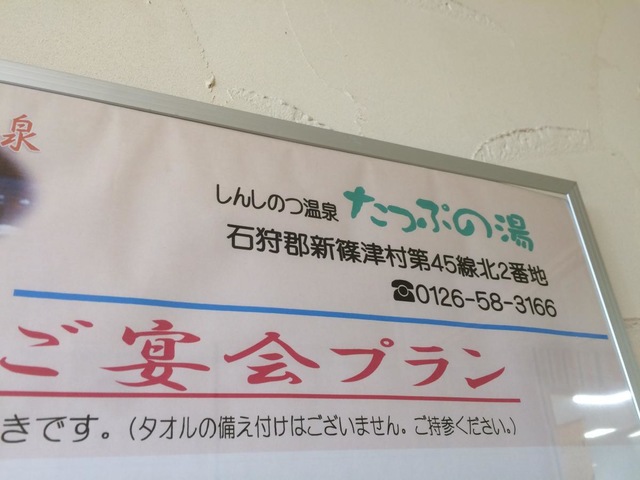 泉
しんしのつ温泉 たっぷの湯
石狩郡新篠津村第45線北2番地
☎0126-58-3166
ご宴会プラン
きです。(タオルの備え付けはございません。ご持参ください。)